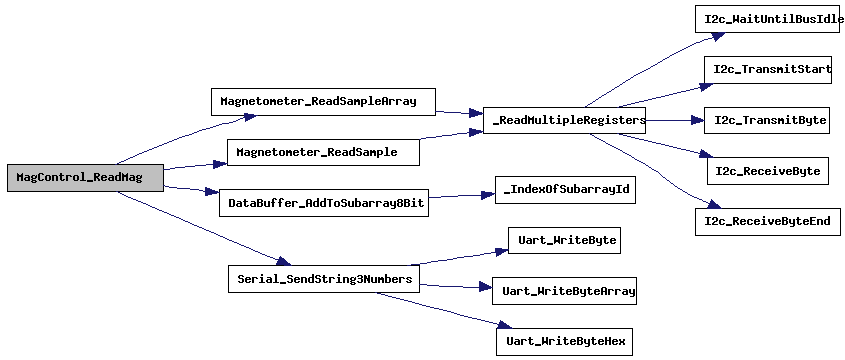 I2c_WaitUntilBusIdle
I2c_TransmitStart
Magnetometer_ReadSampleArray
_ReadMultipleRegisters
I2c_TransmitByte
Magnetometer_ReadSample
MagControl_ReadMag
I2c_ReceiveByte
DataBuffer_AddToSubarray8Bit
_IndexOfSubarrayId
I2c_ReceiveByteEnd
Uart_WriteByte
Serial_SendString3Numbers
Uart_WriteByteArray
Uart_WriteByteHex